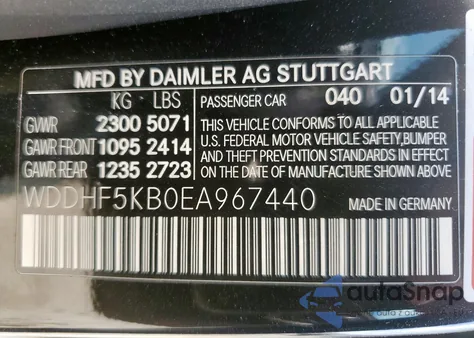 MFD BY DAIMLER AG STUTTGART
KG LBS
GVWR 2300 5071
GAWR FRONT 1095 2414
GAWR REAR 1235 2723
PASSENGER CAR 040 01/14
THIS VEHICLE CONFORMS TO ALL APPLICABLE
U.S. FEDERAL MOTOR VEHICLE SAFETY, BUMPER
AND THEFT PREVENTION STANDARDS IN EFFECT
ON THE DATE OF MANUFACTURE SHOWN ABOVE.
WDDHF5KB0EA967440
MADE IN GERMANY
autaSnap